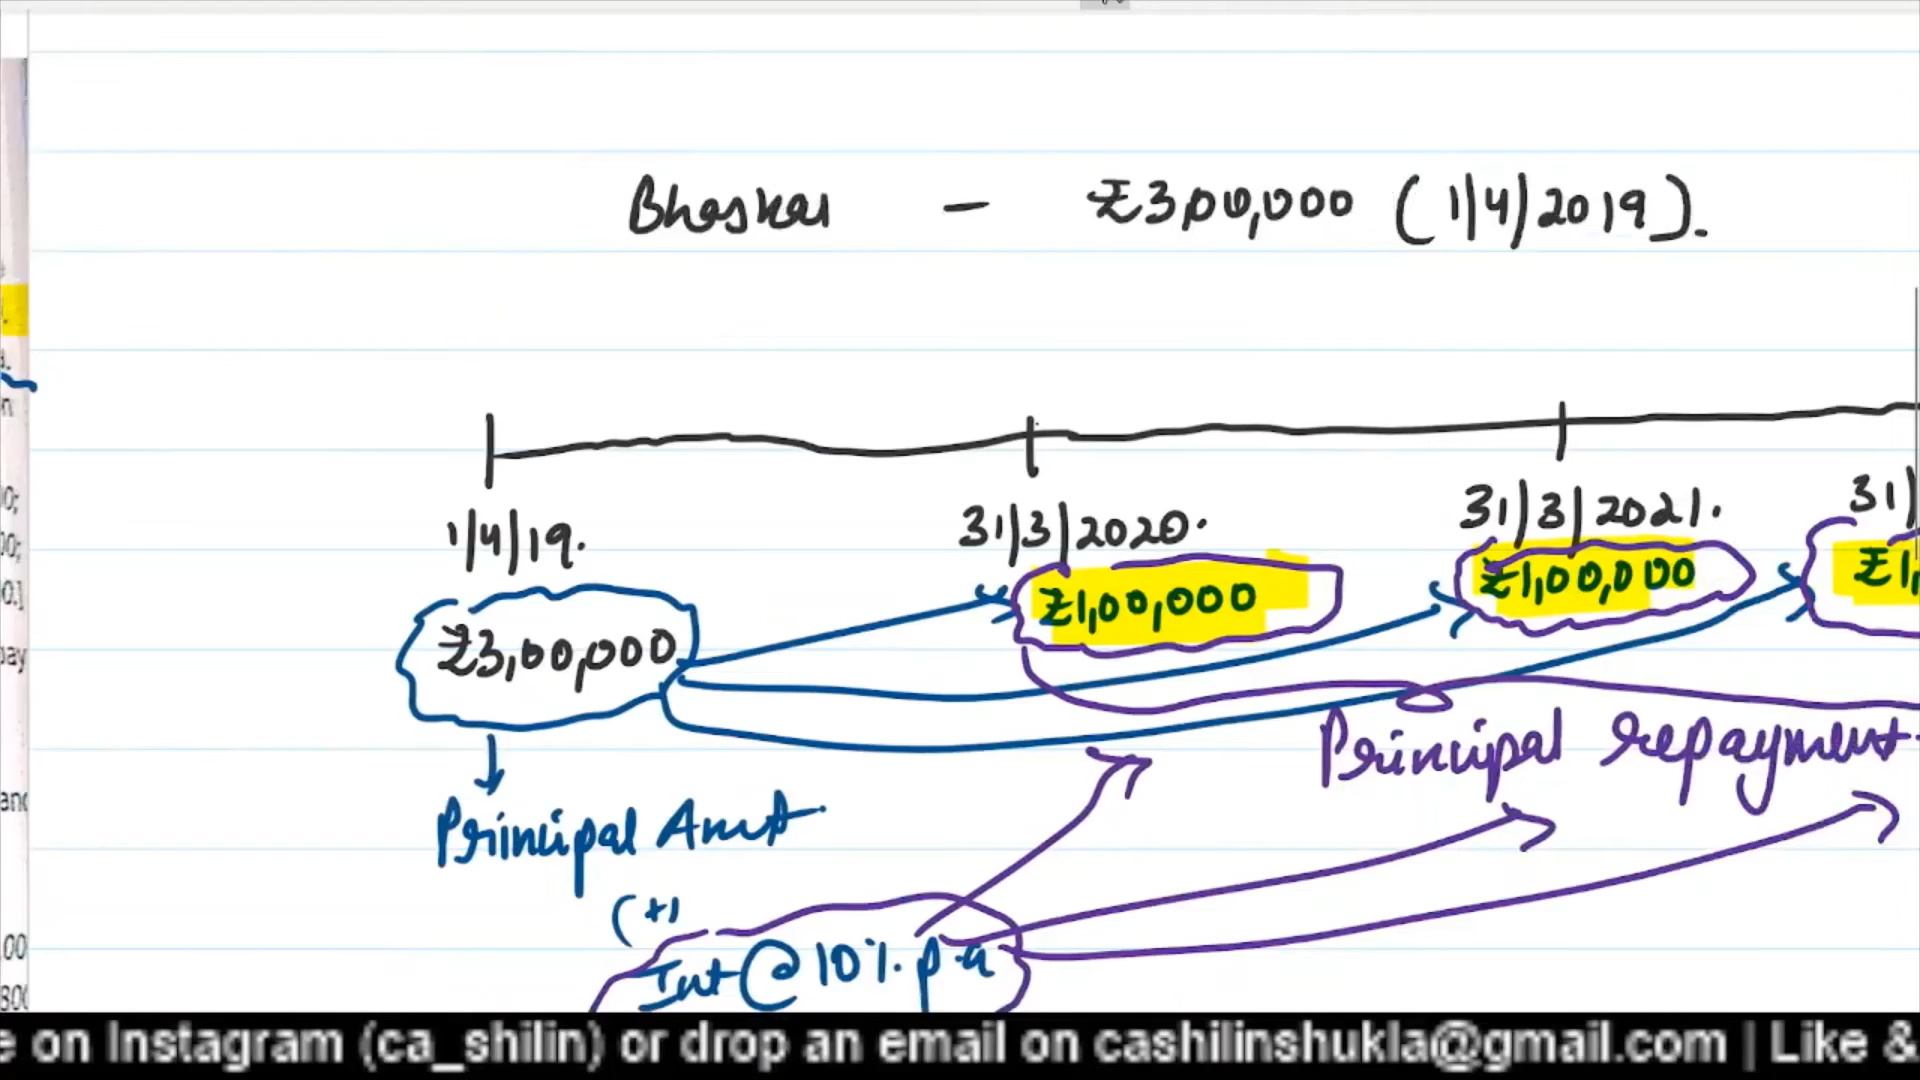 Bhaskar - ₹3,00,000 (1/4/2019).
1/4/19. 31/3/2020. 31/3/2021. 31/
₹3,00,000 ₹1,00,000 ₹1,00,000 ₹1,
Principal repayment
Principal Amt
(+)
Int @ 10% p.a
e on Instagram (ca_shilin) or drop an email on cashilinshukla@gmail.com | Like &